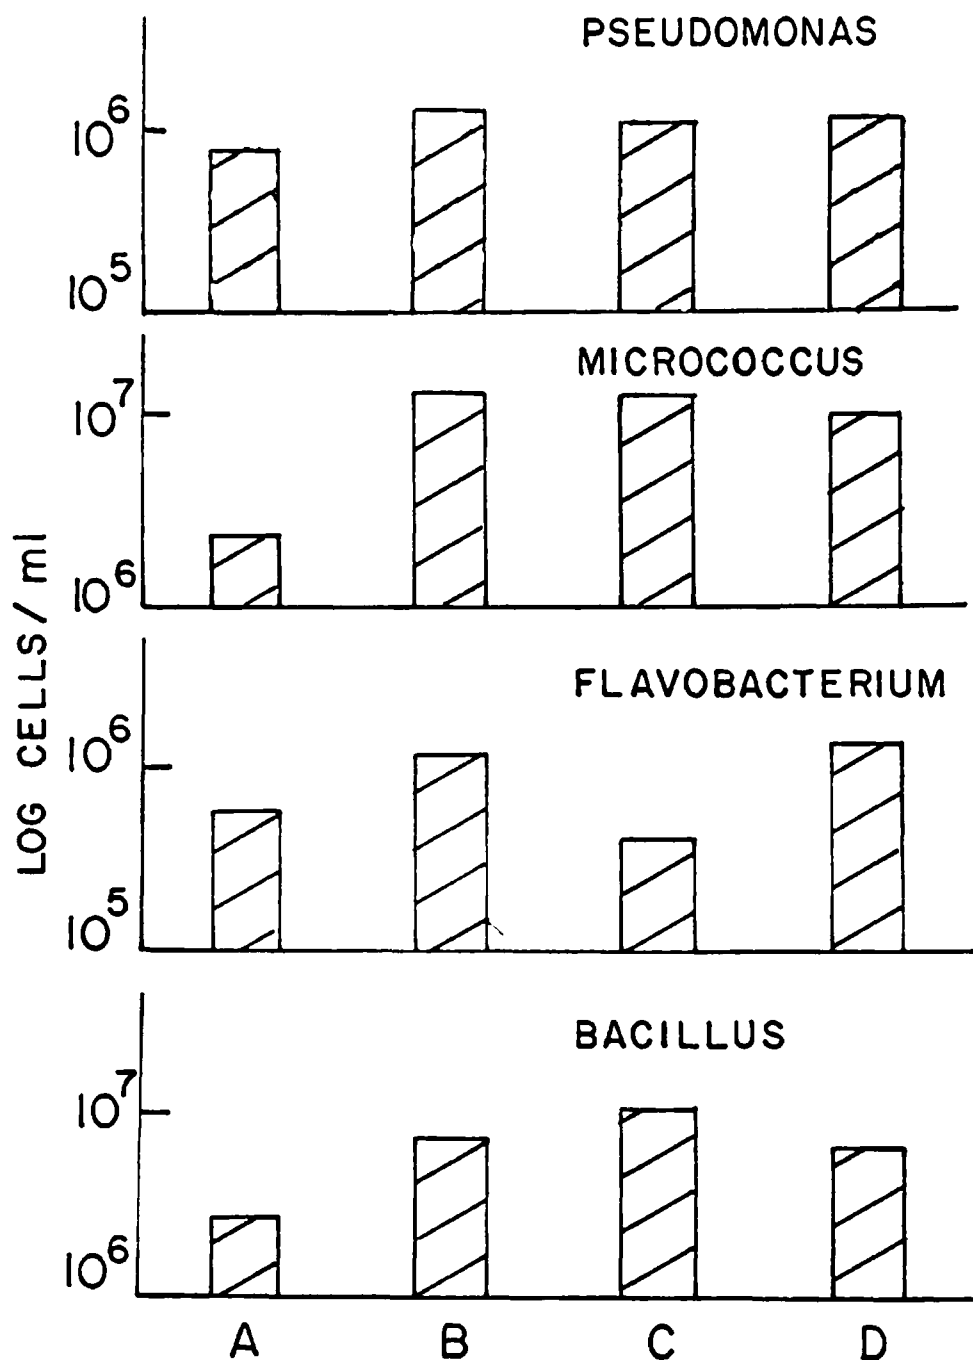 PSEUDOMONAS
10^6
10^5
MICROCOCCUS
10^7
10^6
LOG CELLS/ml
FLAVOBACTERIUM
10^6
10^5
BACILLUS
10^7
10^6
A B C D